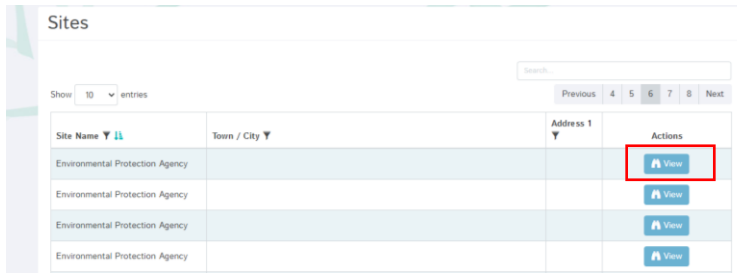 Sites
Search...
Show 10 entries
Previous 4 5 6 7 8 Next
Site Name Town / City Address 1 Actions
Environmental Protection Agency View
Environmental Protection Agency View
Environmental Protection Agency View
Environmental Protection Agency View